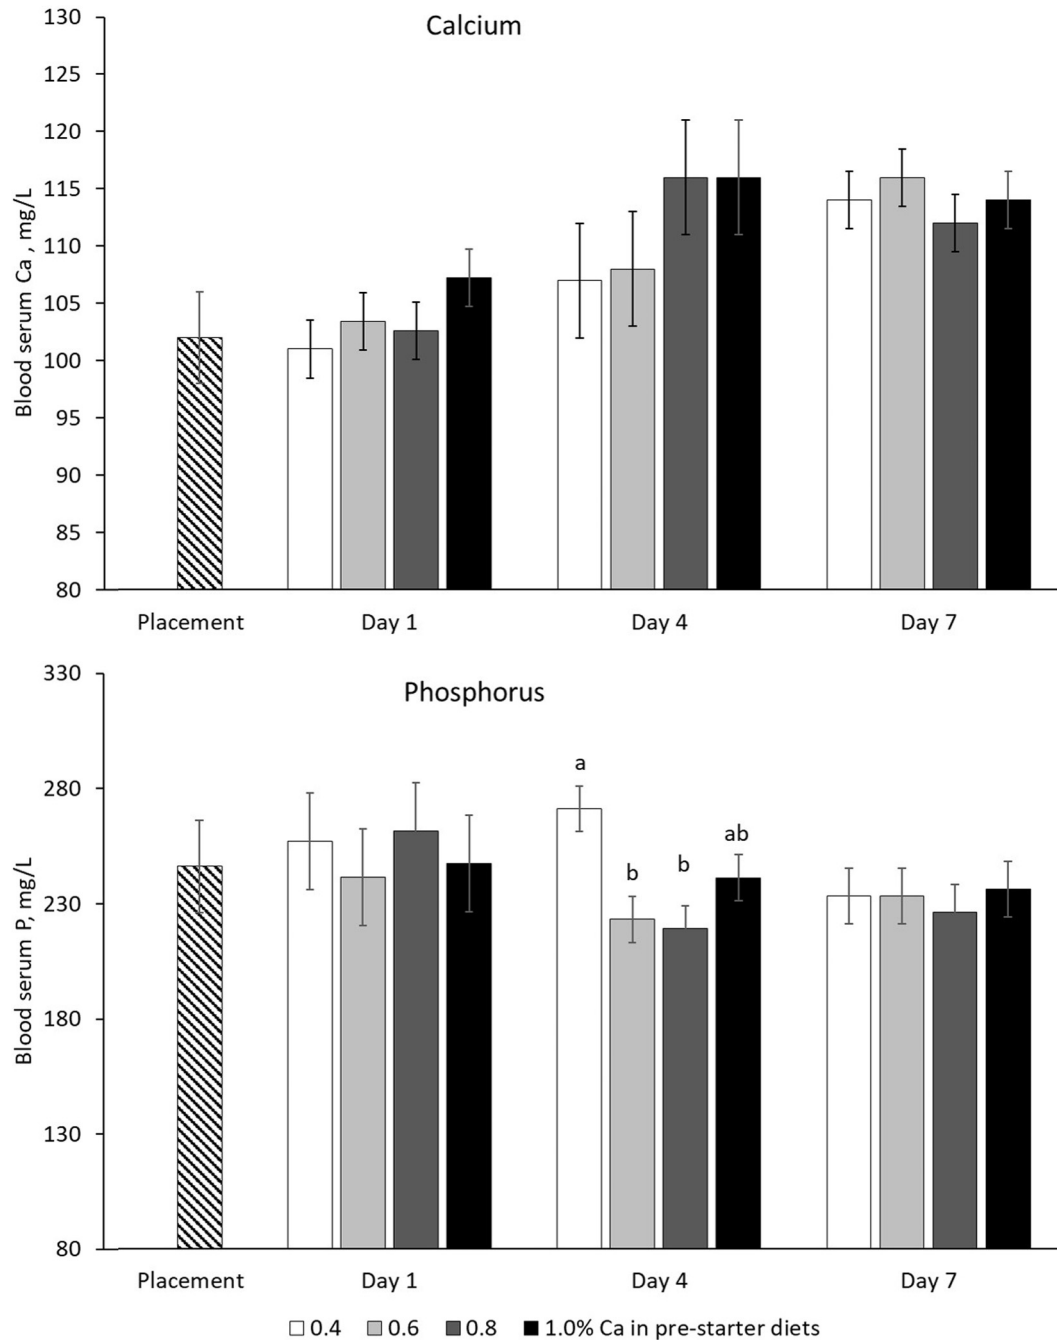 Calcium
130
125
120
115
110
105
100
95
90
85
80
Blood serum Ca , mg/L
Placement Day 1 Day 4 Day 7
Phosphorus
330
280
230
180
130
80
Blood serum P, mg/L
a
b
b
ab
Placement Day 1 Day 4 Day 7
0.4 0.6 0.8 1.0% Ca in pre-starter diets